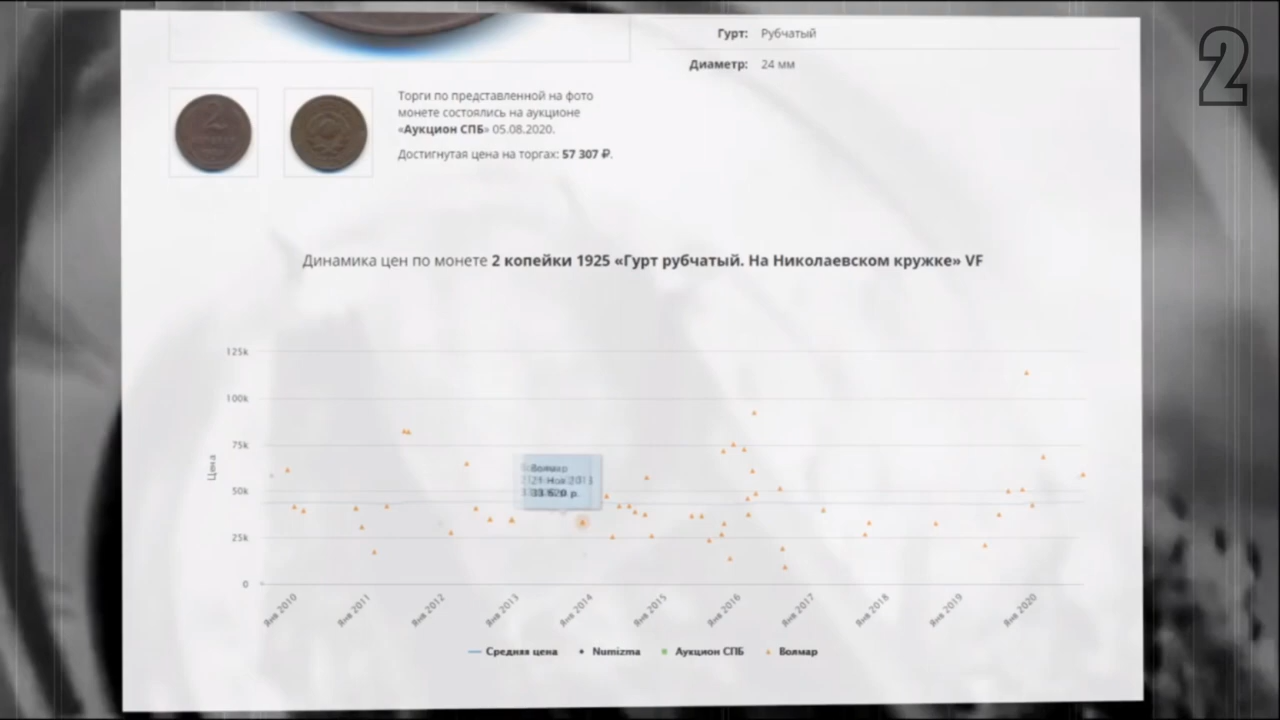 2
Гурт: Рубчатый
Диаметр: 24 мм
Торги по представленной на фото
монете состоялись на аукционе
«Аукцион СПБ» 05.08.2020.
Достигнутая цена на торгах: 57 307 ₽.
Динамика цен по монете 2 копейки 1925 «Гурт рубчатый. На Николаевском кружке» VF
Цена
125k
100k
75k
50k
25k
0
Волмар
Янв 2010
Янв 2011
Янв 2012
Янв 2013
Янв 2014
Янв 2015
Янв 2016
Янв 2017
Янв 2018
Янв 2019
Янв 2020
Средняя цена
Numizma
Аукцион СПБ
Волмар